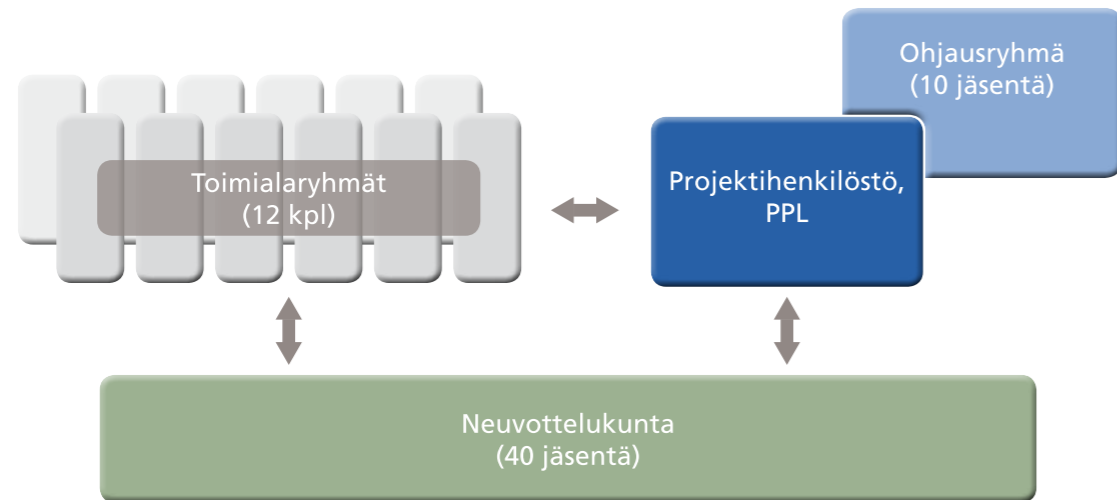 Ohjausryhmä
(10 jäsentä)
Toimialaryhmät
(12 kpl)
Projektihenkilöstö,
PPL
Neuvottelukunta
(40 jäsentä)